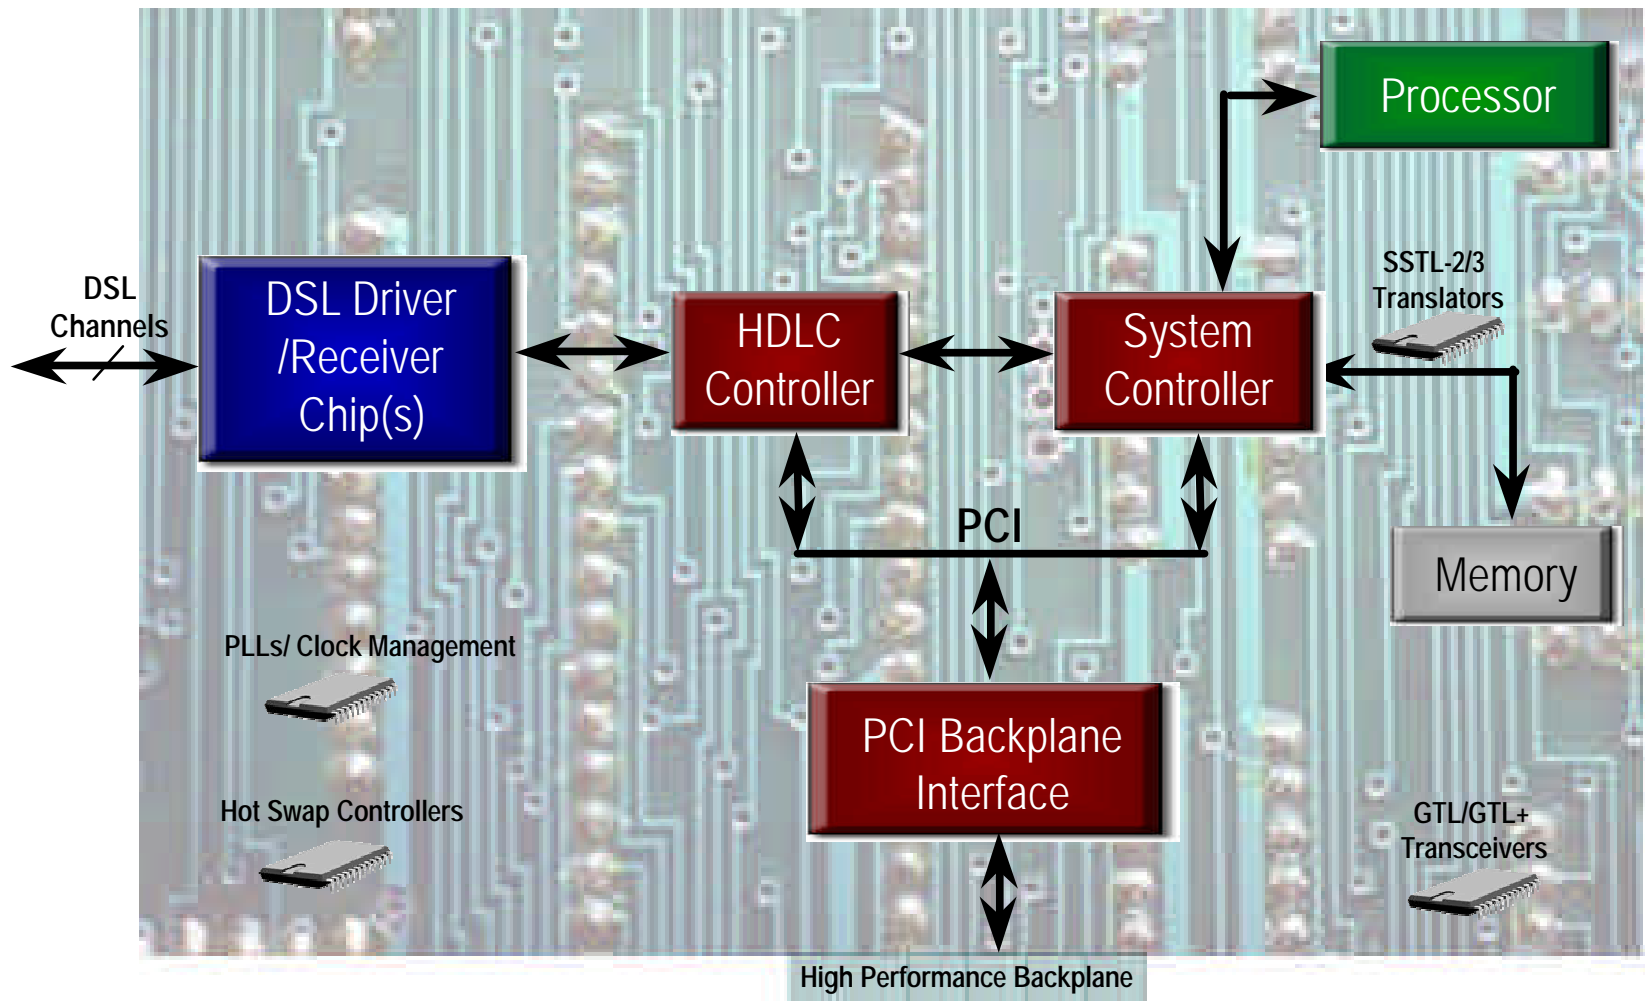 Processor
DSL
Channels
DSL Driver
/Receiver
Chip(s)
HDLC
Controller
System
Controller
SSTL-2/3
Translators
PCI
Memory
PLLs/ Clock Management
PCI Backplane
Interface
Hot Swap Controllers
GTL/GTL+
Transceivers
High Performance Backplane